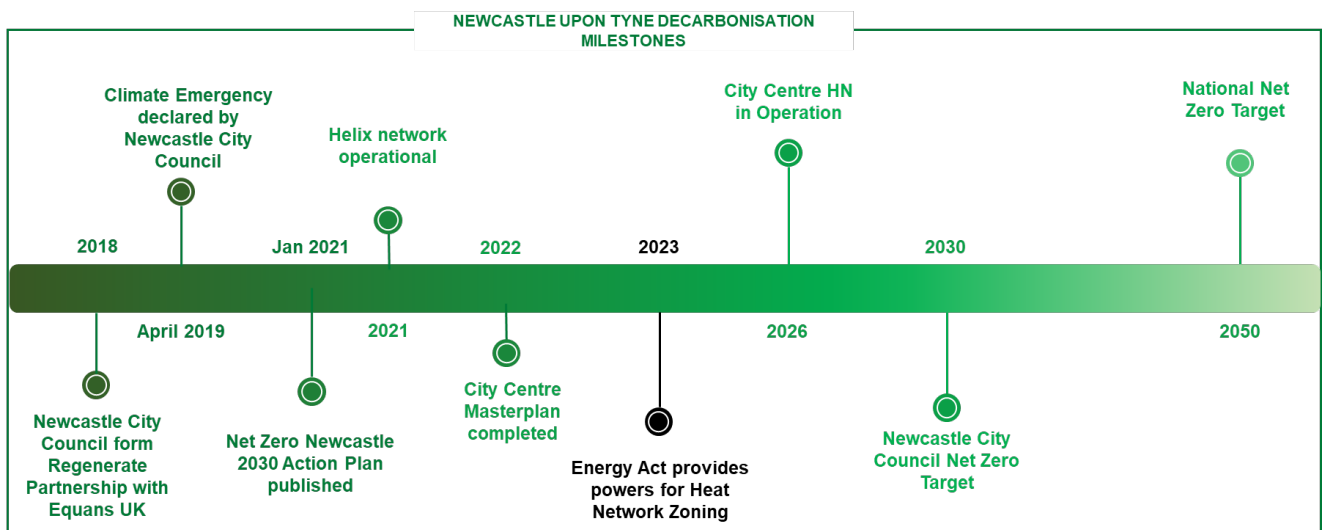 NEWCASTLE UPON TYNE DECARBONISATION
MILESTONES
Climate Emergency
declared by
Newcastle City
Council
Helix network
operational
City Centre HN
in Operation
National Net
Zero Target
2018
Jan 2021
2022
2023
2030
April 2019
2021
2026
2050
Newcastle City
Council form
Regenerate
Partnership with
Equans UK
Net Zero Newcastle
2030 Action Plan
published
City Centre
Masterplan
completed
Energy Act provides
powers for Heat
Network Zoning
Newcastle City
Council Net Zero
Target